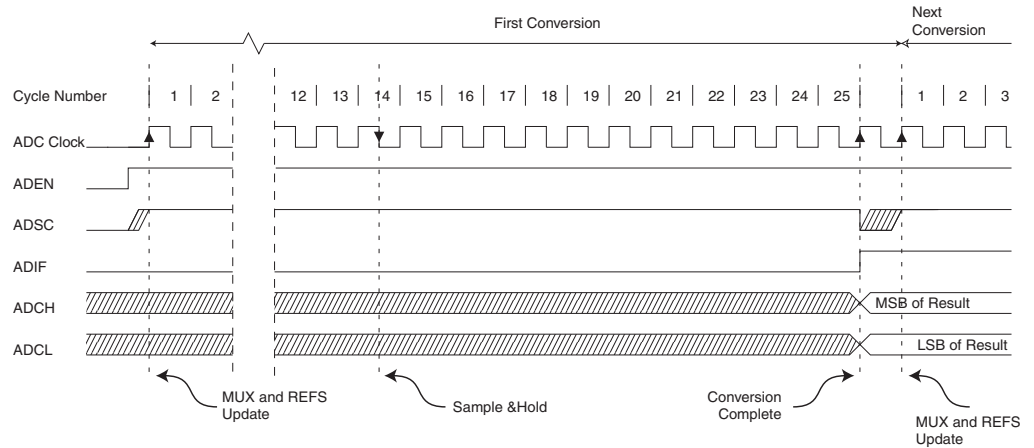 First Conversion
Next
Conversion
Cycle Number 1 2 12 13 14 15 16 17 18 19 20 21 22 23 24 25 1 2 3
ADC Clock
ADEN
ADSC
ADIF
ADCH MSB of Result
ADCL LSB of Result
MUX and REFS
Update
Sample &Hold
Conversion
Complete
MUX and REFS
Update